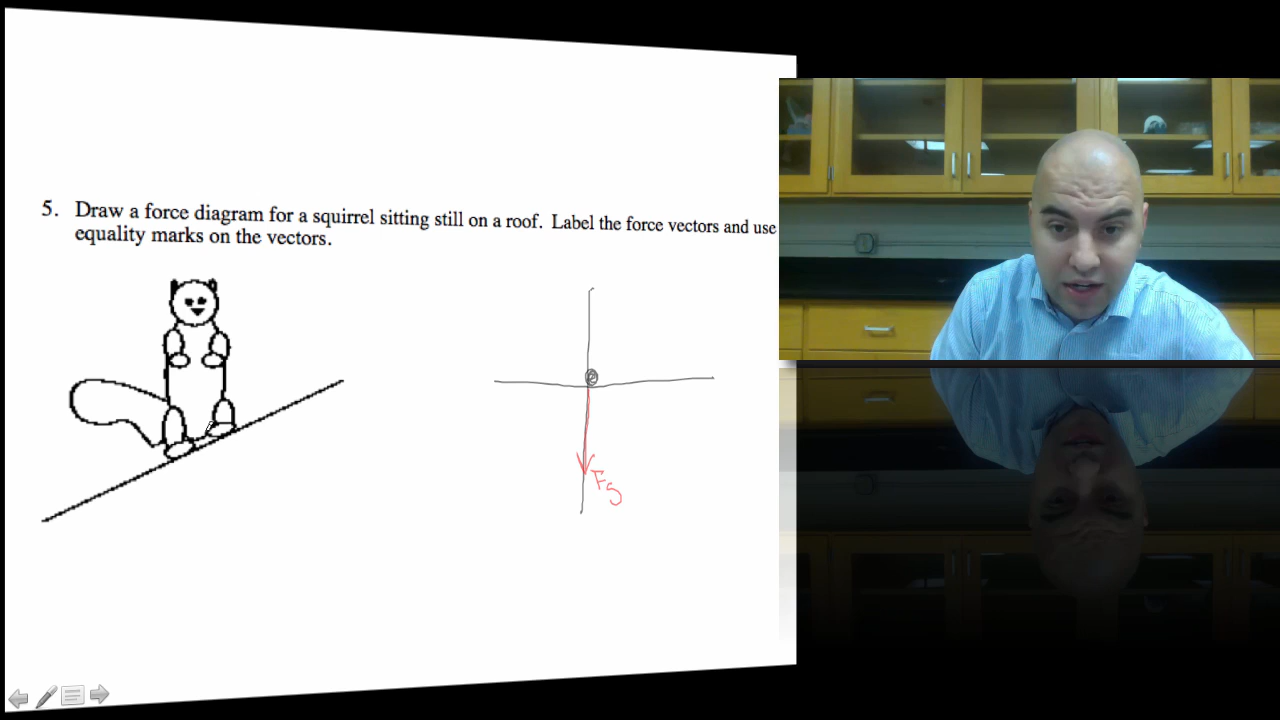 5. Draw a force diagram for a squirrel sitting still on a roof. Label the force vectors and use
equality marks on the vectors.
Fg